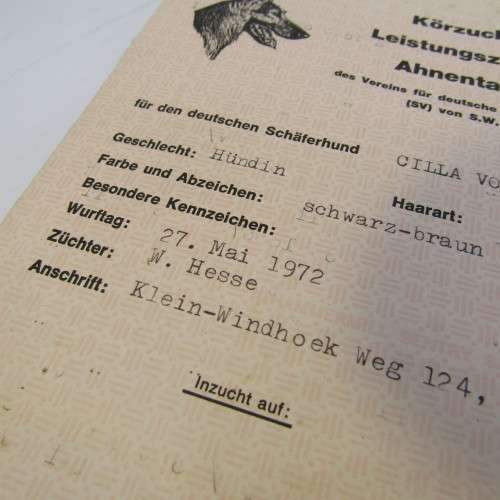 Körzuch
Leistungsz
Ahnenta
des Vereins für deutsche
(SV) von S.W.
für den deutschen Schäferhund CILLA VO
Geschlecht: Hündin Haarart:
Farbe und Abzeichen: schwarz-braun
Besondere Kennzeichen:
Wurftag: 27. Mai 1972
Züchter: W. Hesse
Anschrift: Klein-Windhoek Weg 124,
Inzucht auf: